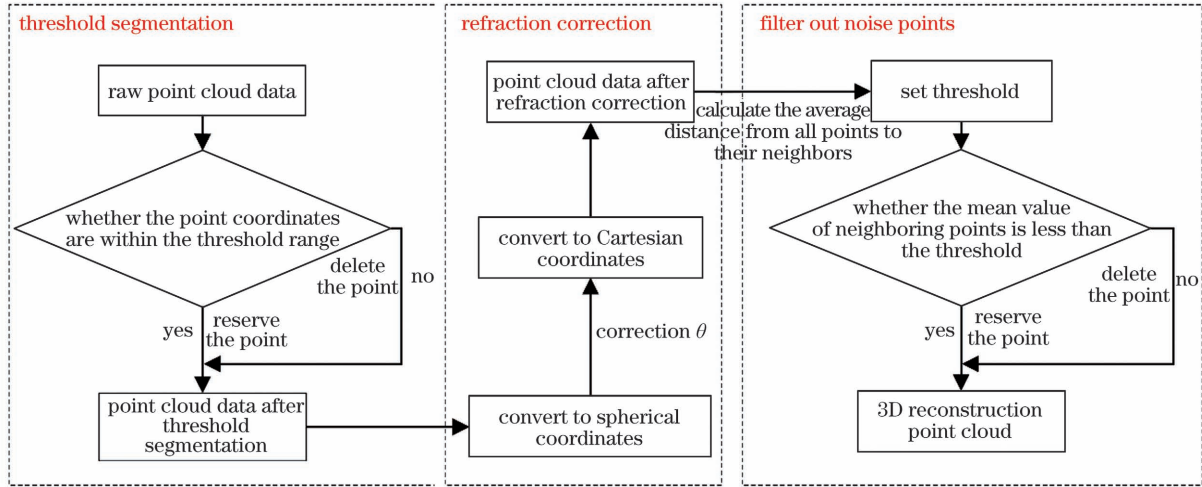 threshold segmentation
raw point cloud data
whether the point coordinates
are within the threshold range
delete
the point
no
yes
reserve
the point
point cloud data after
threshold
segmentation
refraction correction
point cloud data after
refraction correction
convert to Cartesian
coordinates
correction θ
convert to spherical
coordinates
calculate the average
distance from all points to
their neighbors
filter out noise points
set threshold
whether the mean value
of neighboring points is less than
the threshold
delete
the point
no
yes
reserve
the point
3D reconstruction
point cloud